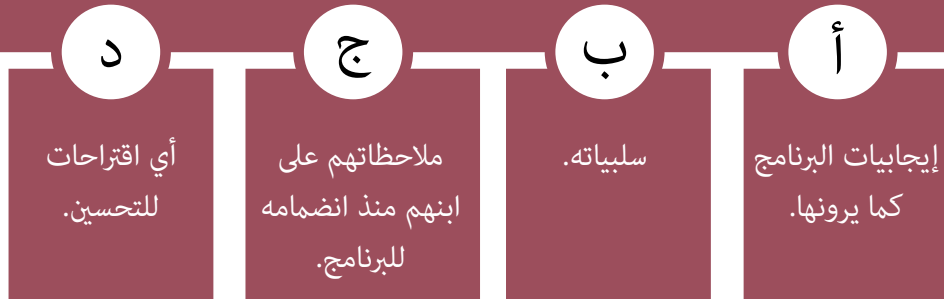 أ
إيجابيات البرنامج
كما يرونها.
ب
سلبياته.
ج
ملاحظاتهم على
ابنهم منذ انضمامه
للبرنامج.
د
أي اقتراحات
للتحسين.